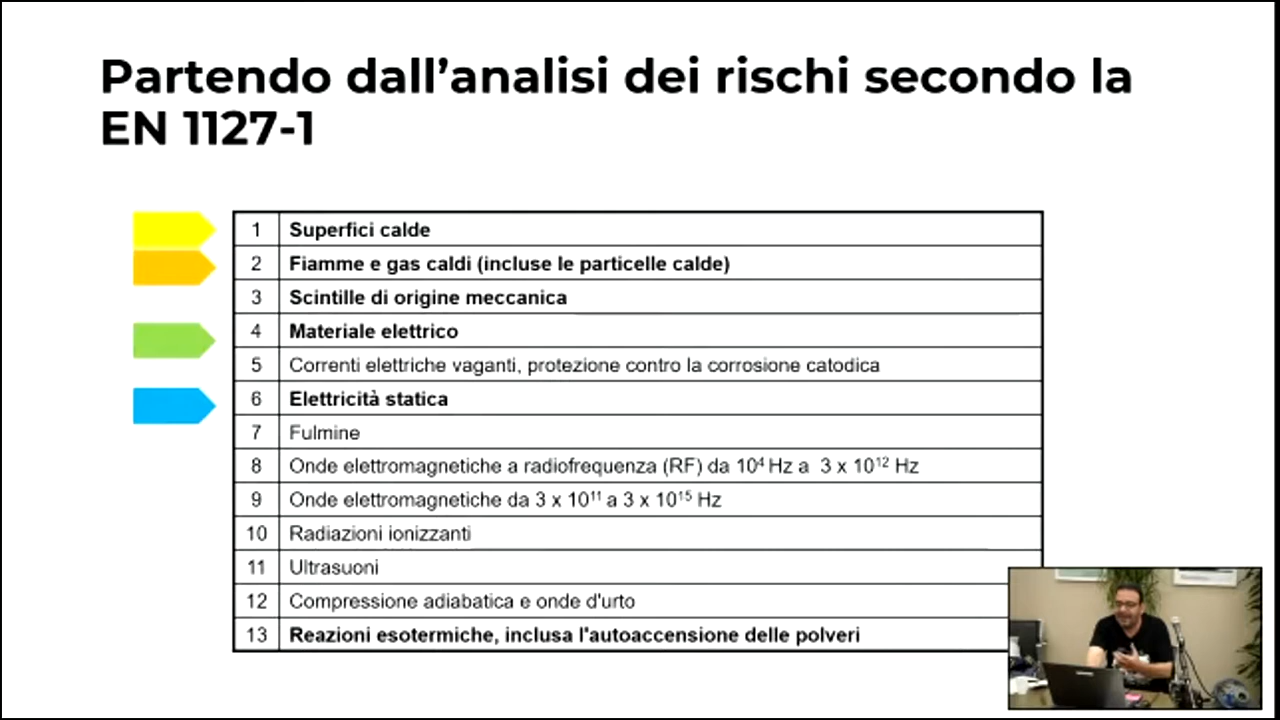 Partendo dall’analisi dei rischi secondo la
EN 1127-1
1 Superfici calde
2 Fiamme e gas caldi (incluse le particelle calde)
3 Scintille di origine meccanica
4 Materiale elettrico
5 Correnti elettriche vaganti, protezione contro la corrosione catodica
6 Elettricità statica
7 Fulmine
8 Onde elettromagnetiche a radiofrequenza (RF) da 10⁴ Hz a 3 x 10¹² Hz
9 Onde elettromagnetiche da 3 x 10¹¹ a 3 x 10¹⁵ Hz
10 Radiazioni ionizzanti
11 Ultrasuoni
12 Compressione adiabatica e onde d'urto
13 Reazioni esotermiche, inclusa l'autoaccensione delle polveri